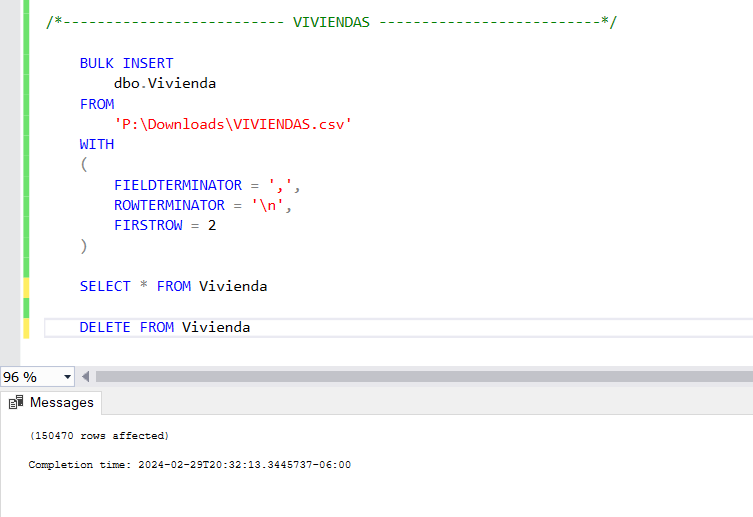 /*-------------------------- VIVIENDAS --------------------------*/
BULK INSERT
dbo.Vivienda
FROM
'P:\Downloads\VIVIENDAS.csv'
WITH
(
FIELDTERMINATOR = ',',
ROWTERMINATOR = '\n',
FIRSTROW = 2
)
SELECT * FROM Vivienda
DELETE FROM Vivienda
96 %
Messages
(150470 rows affected)
Completion time: 2024-02-29T20:32:13.3445737-06:00